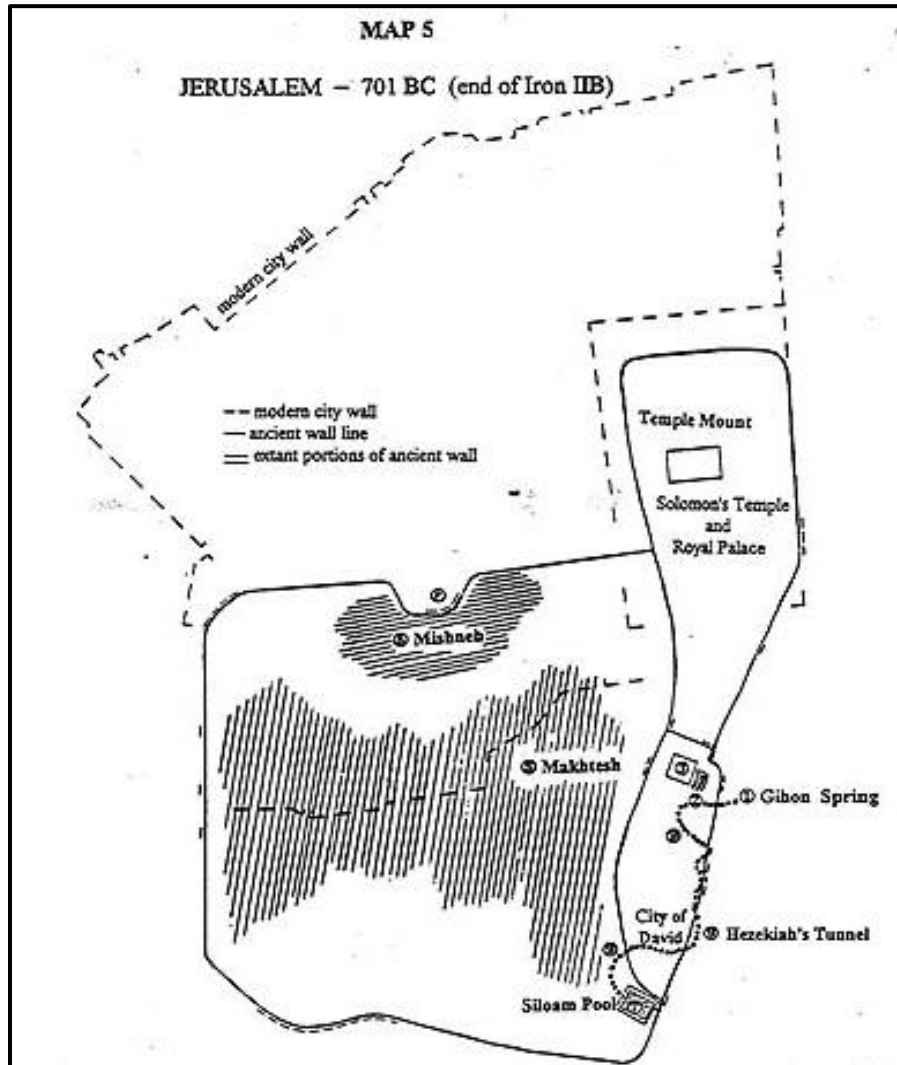 MAP 5
JERUSALEM – 701 BC (end of Iron IIB)
modern city wall
--- modern city wall
— ancient wall line
═ extant portions of ancient wall
Temple Mount
Solomon's Temple
and
Royal Palace
Mishneh
Makhtesh
① Gihon Spring
City of
David
Hezekiah's Tunnel
Siloam Pool